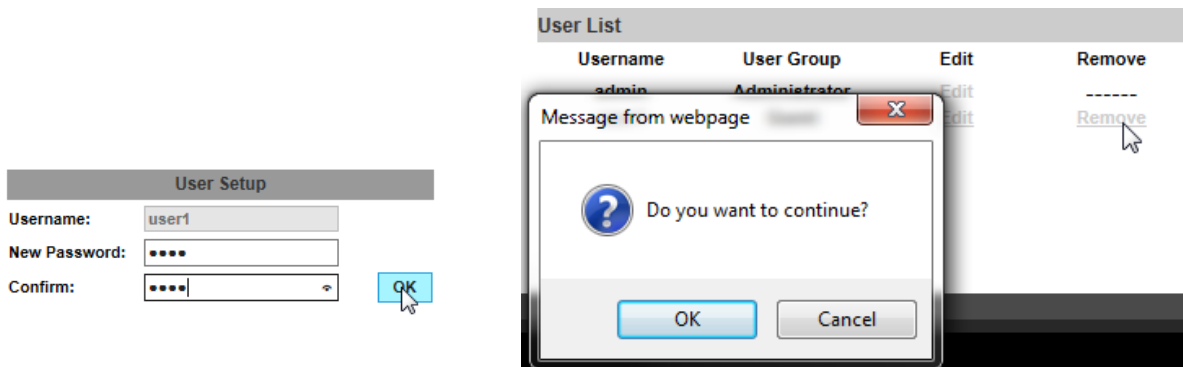 User Setup
Username: user1
New Password: ••••
Confirm: ••••
OK
User List
Username User Group Edit Remove
admin Administrator Edit ------
Edit Remove
Message from webpage
Do you want to continue?
OK Cancel